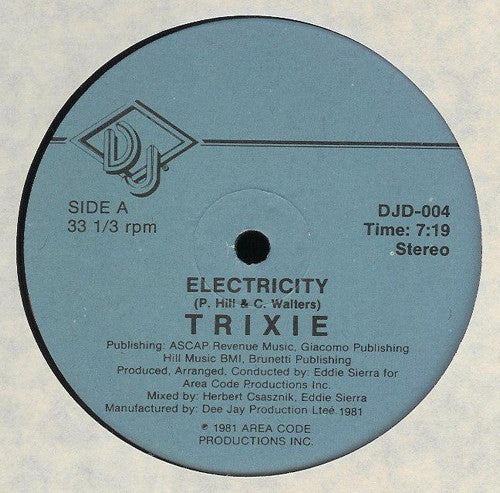 DJ
SIDE A
33 1/3 rpm
DJD-004
Time: 7:19
Stereo
ELECTRICITY
(P. Hill & C. Walters)
TRIXIE
Publishing: ASCAP Revenue Music, Giacomo Publishing
Hill Music BMI, Brunetti Publishing
Produced, Arranged, Conducted by: Eddie Sierra for
Area Code Productions Inc.
Mixed by: Herbert Csasznik, Eddie Sierra
Manufactured by: Dee Jay Production Lteé 1981
℗ 1981 AREA CODE
PRODUCTIONS INC.